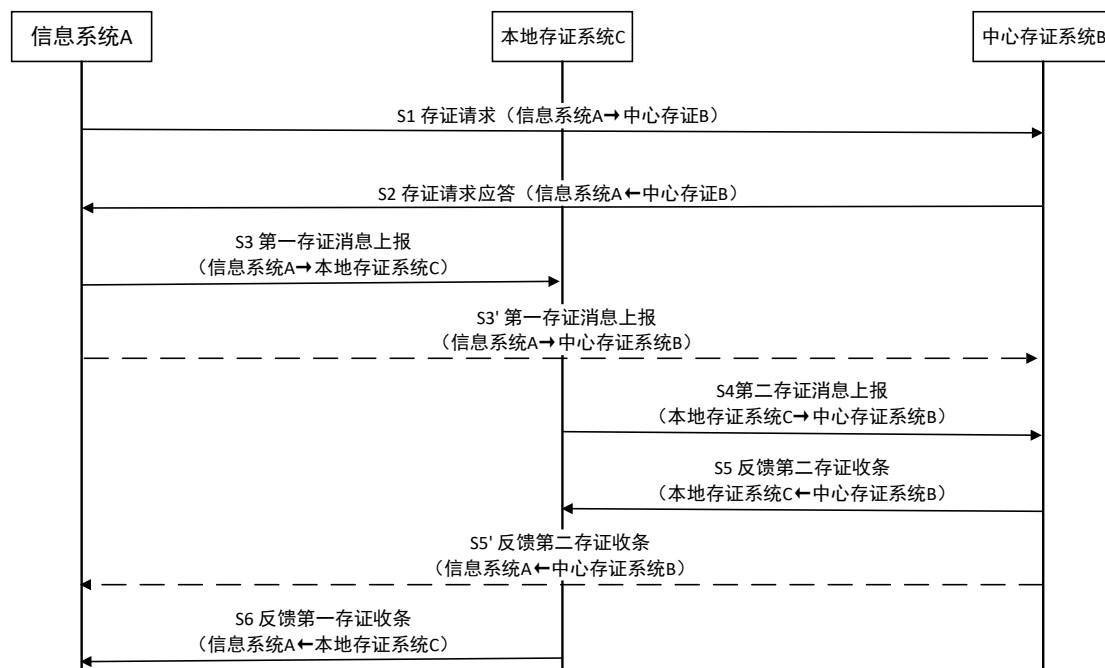 信息系统A
本地存证系统C
中心存证系统B
S1 存证请求（信息系统A→中心存证B）
S2 存证请求应答（信息系统A←中心存证B）
S3 第一存证消息上报
（信息系统A→本地存证系统C）
S3' 第一存证消息上报
（信息系统A→中心存证系统B）
S4第二存证消息上报
（本地存证系统C→中心存证系统B）
S5 反馈第二存证收条
（本地存证系统C←中心存证系统B）
S5' 反馈第二存证收条
（信息系统A←中心存证系统B）
S6 反馈第一存证收条
（信息系统A←本地存证系统C）